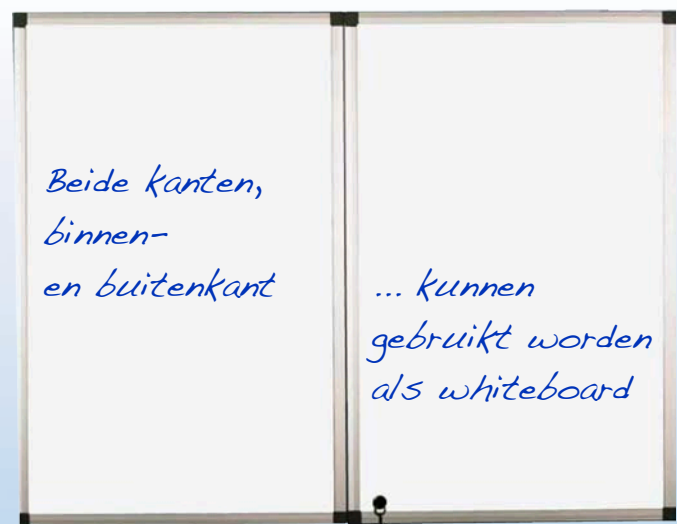 Beide kanten,
binnen-
en buitenkant
... kunnen
gebruikt worden
als whiteboard